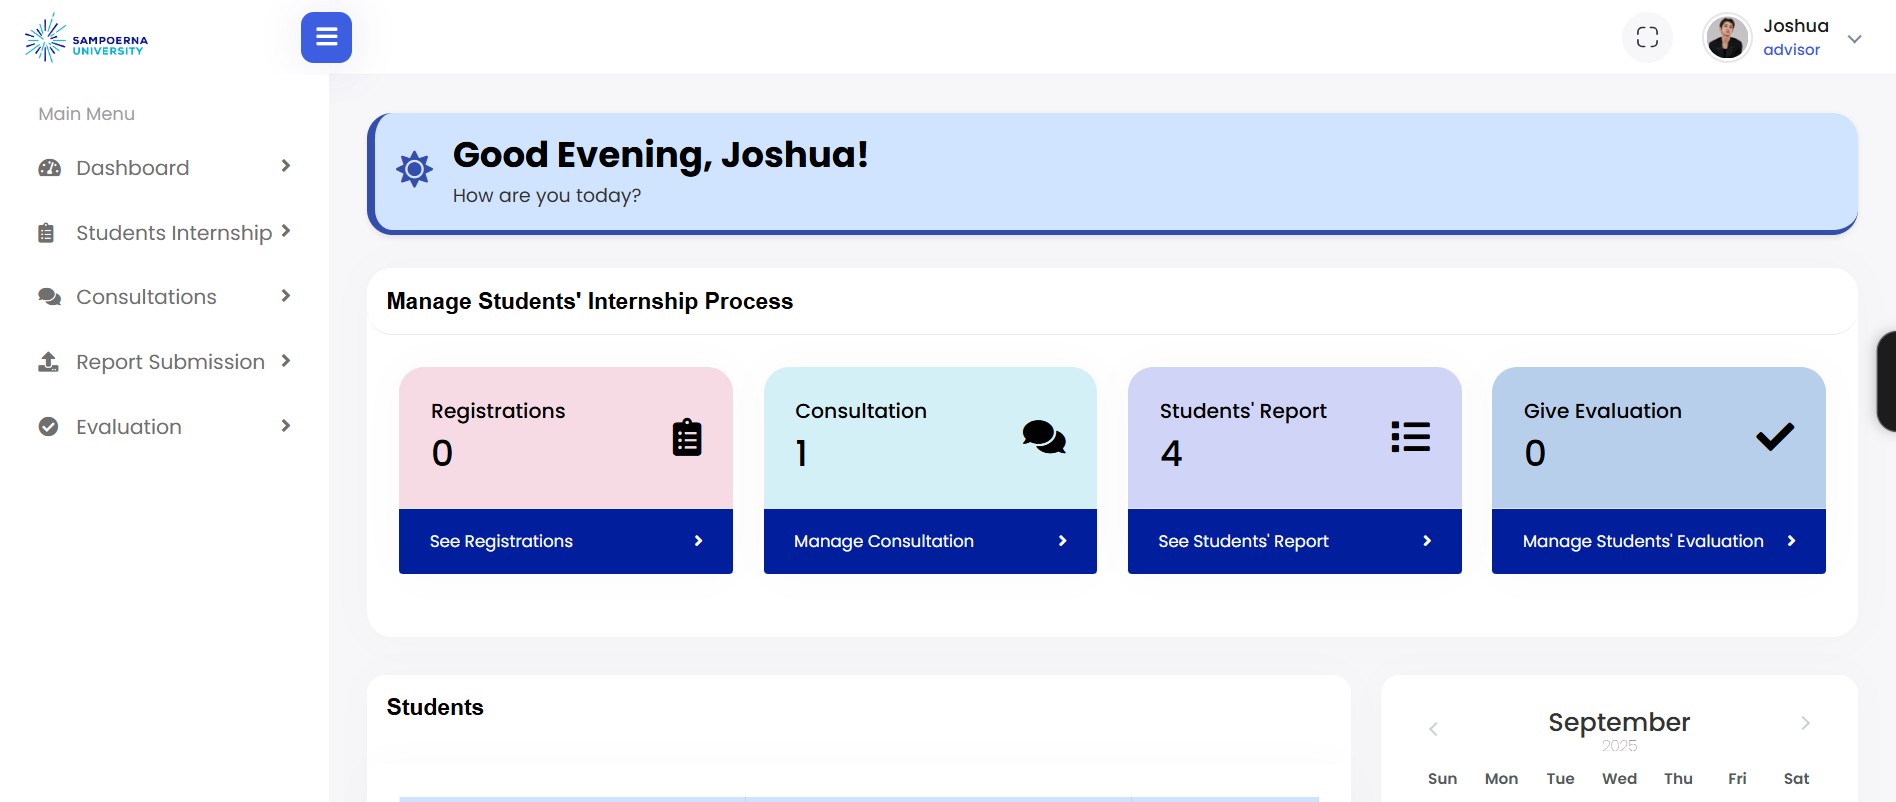 SAMPOERNA
UNIVERSITY
Joshua
advisor
Main Menu
Dashboard
Students Internship
Consultations
Report Submission
Evaluation
Good Evening, Joshua!
How are you today?
Manage Students' Internship Process
Registrations
0
See Registrations
Consultation
1
Manage Consultation
Students' Report
4
See Students' Report
Give Evaluation
0
Manage Students' Evaluation
Students
September
2025
Sun Mon Tue Wed Thu Fri Sat